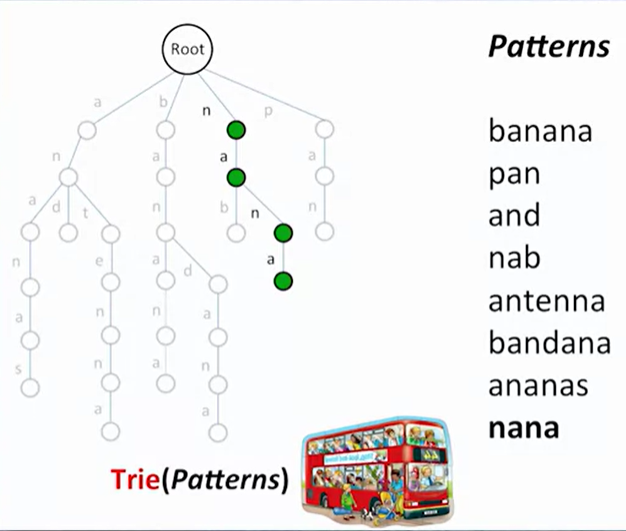 Root
Patterns
a b n p
banana
n a a a
pan
a d t n b n n
and
n e a d a
nab
a n n a
antenna
bandana
s n a n
ananas
a a
nana
Trie(Patterns)